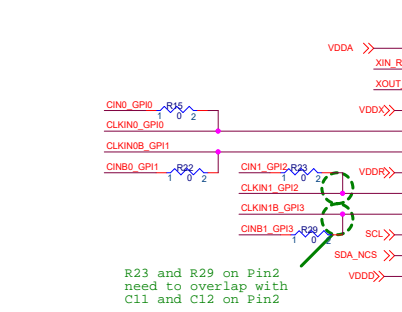 VDDA
XIN_R
XOUT_
VDDX
CIN0_GPI0 R15
1 0 2
CLKIN0_GPI0
CLKIN0B_GPI1
CINB0_GPI1 R22
1 0 2
CIN1_GPI2 R23
1 0 2
VDDR
CLKIN1_GPI2
CLKIN1B_GPI3
CINB1_GPI3 R29
1 0 2
SCL
SDA_NCS
VDDD
R23 and R29 on Pin2
need to overlap with
C11 and C12 on Pin2